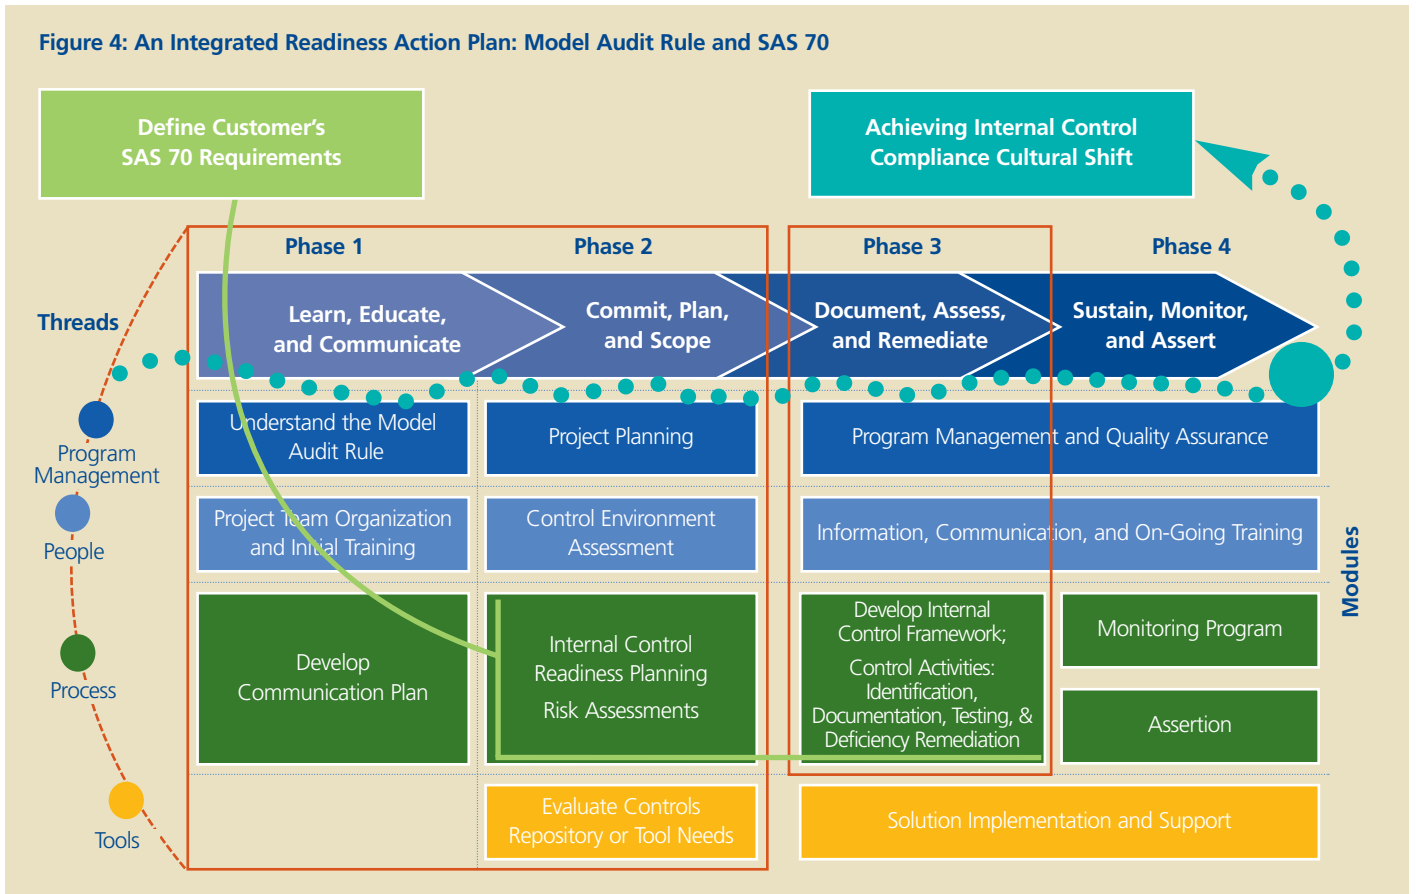 Figure 4: An Integrated Readiness Action Plan: Model Audit Rule and SAS 70
Define Customer’s
SAS 70 Requirements
Achieving Internal Control
Compliance Cultural Shift
Phase 1
Phase 2
Phase 3
Phase 4
Threads
Learn, Educate,
and Communicate
Commit, Plan,
and Scope
Document, Assess,
and Remediate
Sustain, Monitor,
and Assert
Program
Management
Understand the Model
Audit Rule
Project Planning
Program Management and Quality Assurance
People
Project Team Organization
and Initial Training
Control Environment
Assessment
Information, Communication, and On-Going Training
Modules
Process
Develop
Communication Plan
Internal Control
Readiness Planning
Risk Assessments
Develop Internal
Control Framework;
Control Activities:
Identification,
Documentation, Testing, &
Deficiency Remediation
Monitoring Program
Assertion
Tools
Evaluate Controls
Repository or Tool Needs
Solution Implementation and Support